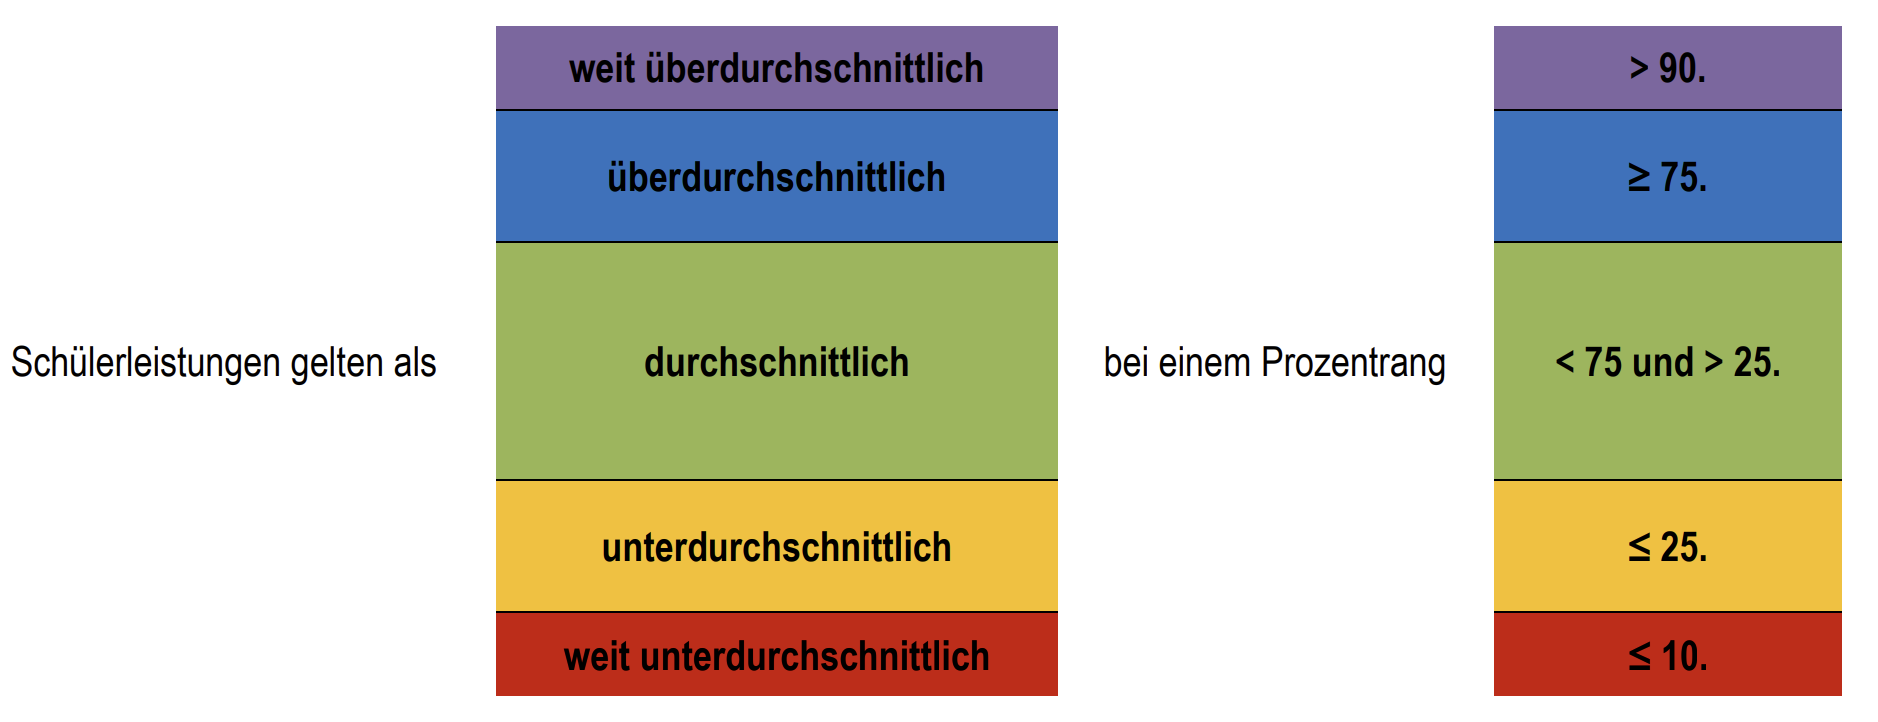 weit überdurchschnittlich > 90.
überdurchschnittlich ≥ 75.
Schülerleistungen gelten als durchschnittlich bei einem Prozentrang < 75 und > 25.
unterdurchschnittlich ≤ 25.
weit unterdurchschnittlich ≤ 10.